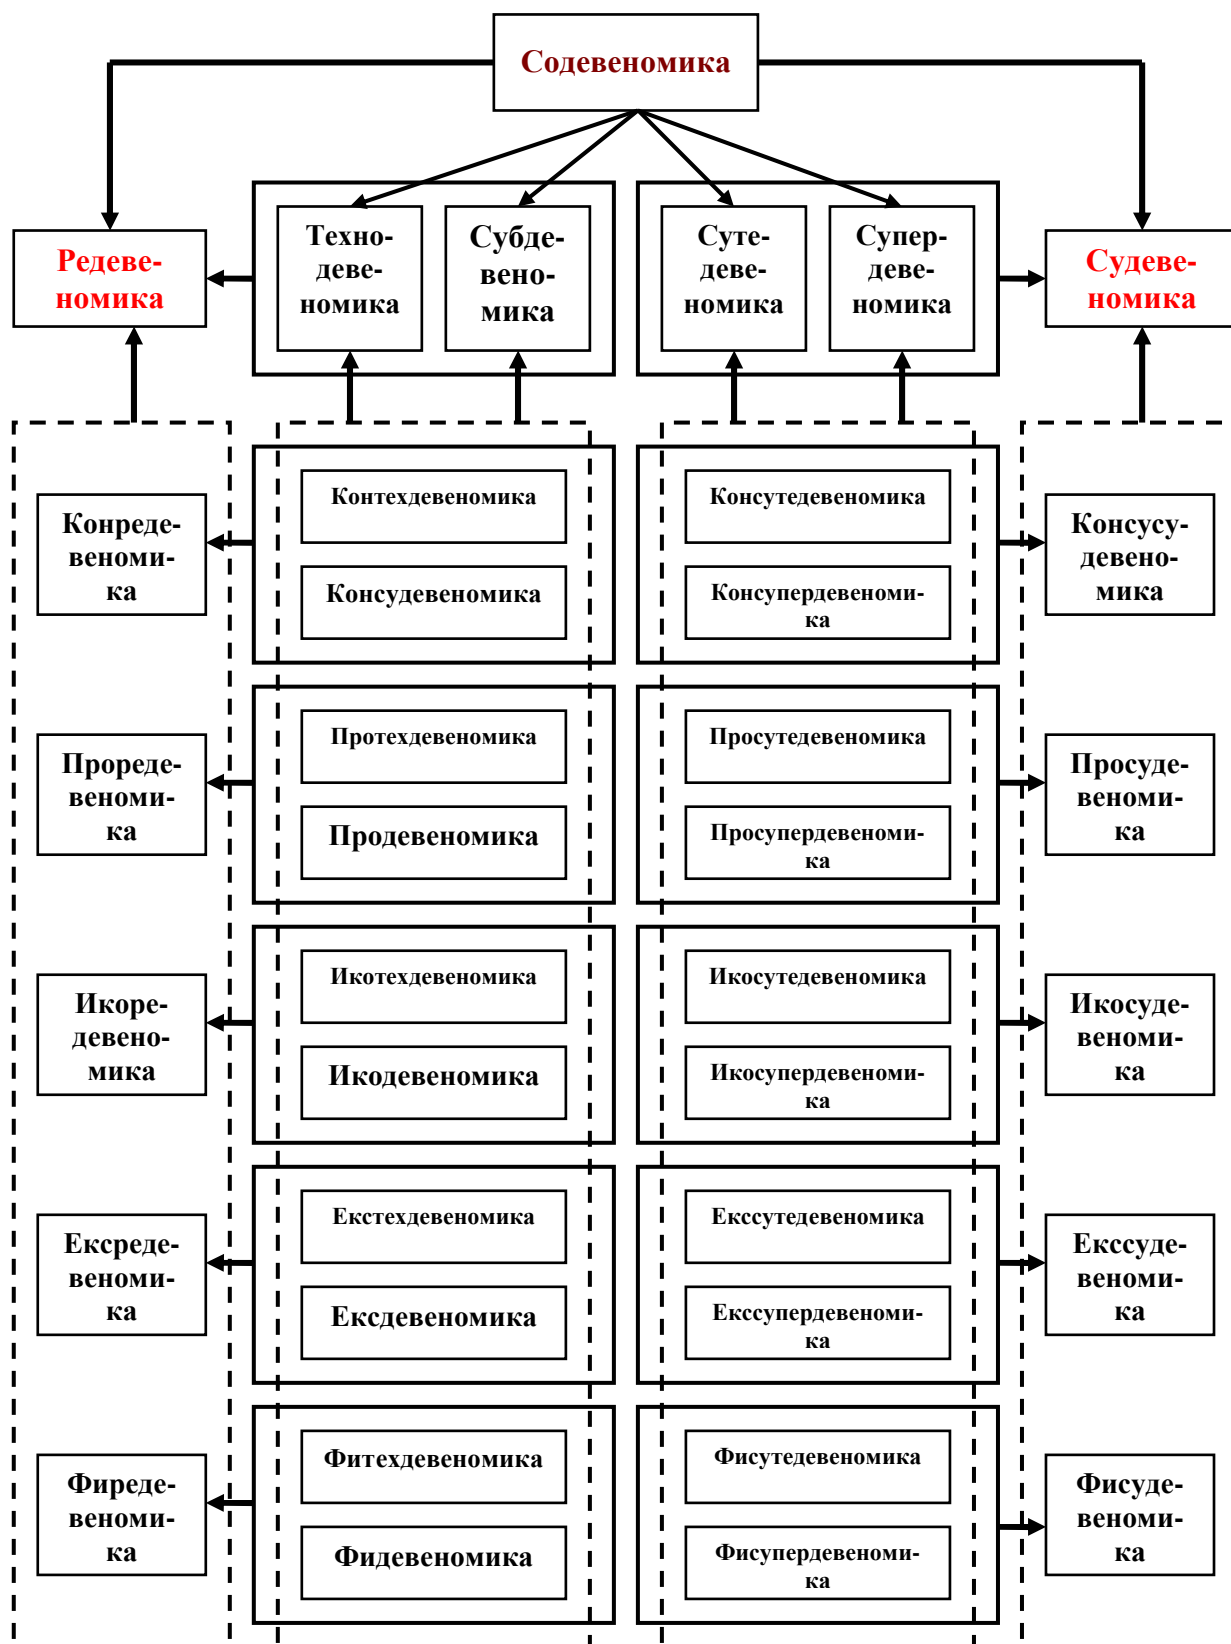 Содевеномика
Редеве-
номика
Техно-
деве-
номика
Субде-
вено-
мика
Суте-
деве-
номика
Супер-
деве-
номика
Судеве-
номика
Конреде-
веноми-
ка
Контехдевеномика
Консудевеномика
Консутедевеномика
Консупердевеноми-
ка
Консусу-
девено-
мика
Прореде-
веноми-
ка
Протехдевеномика
Продевеномика
Просутедевеномика
Просупердевеноми-
ка
Просуде-
веноми-
ка
Икоре-
девено-
мика
Икотехдевеномика
Икодевеномика
Икосутедевеномика
Икосупердевеноми-
ка
Икосуде-
веноми-
ка
Ексреде-
веноми-
ка
Екстехдевеномика
Ексдевеномика
Екссутедевеномика
Екссупердевеноми-
ка
Екссуде-
веноми-
ка
Фиреде-
веноми-
ка
Фитехдевеномика
Фидевеномика
Фисутедевеномика
Фисупердевеноми-
ка
Фисуде-
веноми-
ка